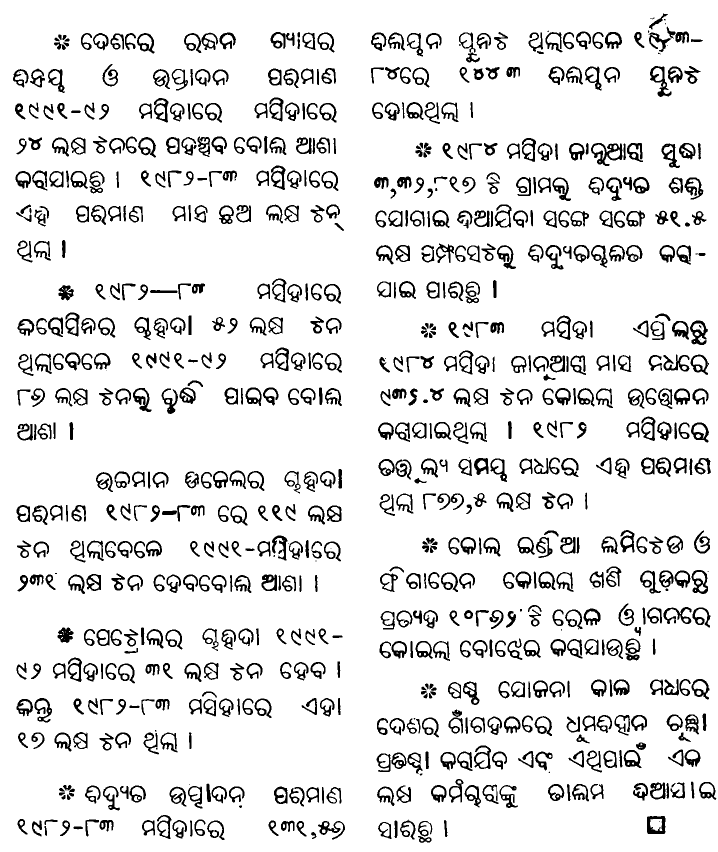 * ଦେଶରେ ରନ୍ଧନ ଗ୍ୟାସର
ବିକ୍ରୟ ଓ ଉତ୍ପାଦନ ପରିମାଣ
୧୯୯୧-୯୨ ମସିହାରେ ମସିହାରେ
୨୪ ଲକ୍ଷ ଟନରେ ପହଞ୍ଚିବ ବୋଲି ଆଶା
କରାଯାଇଛି । ୧୯୮୨-୮୩ ମସିହାରେ
ଏହି ପରିମାଣ ମାତ୍ର ଛଅ ଲକ୍ଷ ଟନ୍
ଥିଲା ।
* ୧୯୮୨—୮୩ ମସିହାରେ
କିରୋସିନର ଚାହିଦା ୫୨ ଲକ୍ଷ ଟନ
ଥିଲାବେଳେ ୧୯୯୧-୯୨ ମସିହାରେ
୮୬ ଲକ୍ଷ ଟନକୁ ବୃଦ୍ଧି ପାଇବ ବୋଲି
ଆଶା ।
ଉଚ୍ଚମାନ ଡିଜେଲର ଚାହିଦା
ପରିମାଣ ୧୯୮୨-୮୩ ରେ ୧୧୯ ଲକ୍ଷ
ଟନ ଥିଲାବେଳେ ୧୯୯୧-ମସିହାରେ
୨୩୧ ଲକ୍ଷ ଟନ ହେବବୋଲି ଆଶା ।
* ପେଟ୍ରୋଲର ଚାହିଦା ୧୯୯୧-
୯୨ ମସିହାରେ ୩୧ ଲକ୍ଷ ଟନ ହେବ ।
କିନ୍ତୁ ୧୯୮୨-୮୩ ମସିହାରେ ଏହା
୧୭ ଲକ୍ଷ ଟନ ଥିଲା ।
* ବିଦ୍ୟୁତ ଉତ୍ପାଦନ ପରିମାଣ
୧୯୮୨-୮୩ ମସିହାରେ ୧୩୧,୫୬
ବିଲିୟନ ୟୁନିଟ ଥିଲାବେଳେ ୧୯୮୩-
୮୪ରେ ୧୪୪୩ ବିଲିୟନ ୟୁନିଟ
ହୋଇଥିଲା ।
* ୧୯୮୪ ମସିହା ଜାନୁଆରୀ ସୁଦ୍ଧା
୩,୩୨,୮୧୭ ଟି ଗ୍ରାମକୁ ବିଦ୍ୟୁତ ଶକ୍ତି
ଯୋଗାଇ ଦିଆଯିବା ସଙ୍ଗେ ସଙ୍ଗେ ୫୧.୫
ଲକ୍ଷ ପମ୍ପସେଟକୁ ବିଦ୍ୟୁତଚାଳିତ କରା-
ଯାଇ ପାରିଛି ।
* ୧୯୮୩ ମସିହା ଏପ୍ରିଲରୁ
୧୯୮୪ ମସିହା ଜାନୁଆରୀ ମାସ ମଧ୍ୟରେ
୯୩୨.୪ ଲକ୍ଷ ଟନ କୋଇଲା ଉତ୍ତୋଳନ
କରାଯାଇଥିଲା । ୧୯୮୨ ମସିହାରେ
ତତ୍ତୁଲ୍ୟ ସମୟ ମଧ୍ୟରେ ଏହି ପରିମାଣ
ଥିଲା ୮୭୭,୫ ଲକ୍ଷ ଟନ ।
* କୋଲ ଇଣ୍ଡିଆ ଲିମିଟେଡ ଓ
ସିଂଗାରେନି କୋଇଲା ଖଣି ଗୁଡ଼ିକରୁ
ପ୍ରତ୍ୟହ ୧୦୮୬୨ ଟି ରେଳ ଓ୍ବାଗନରେ
କୋଇଲା ବୋଝେଇ କରାଯାଉଛି ।
* ଷଷ୍ଠ ଯୋଜନା କାଳ ମଧ୍ୟରେ
ଦେଶର ଗାଁଗହଳରେ ଧୂମବିହୀନ ଚୁଲ୍ଲୀ
ପ୍ରତିଷ୍ଠା କରାଯିବ ଏବଂ ଏଥିପାଇଁ ଏକ
ଲକ୍ଷ କର୍ମଚାରୀଙ୍କୁ ତାଲିମ ଦିଆଯାଇ
ସାରିଛି ।